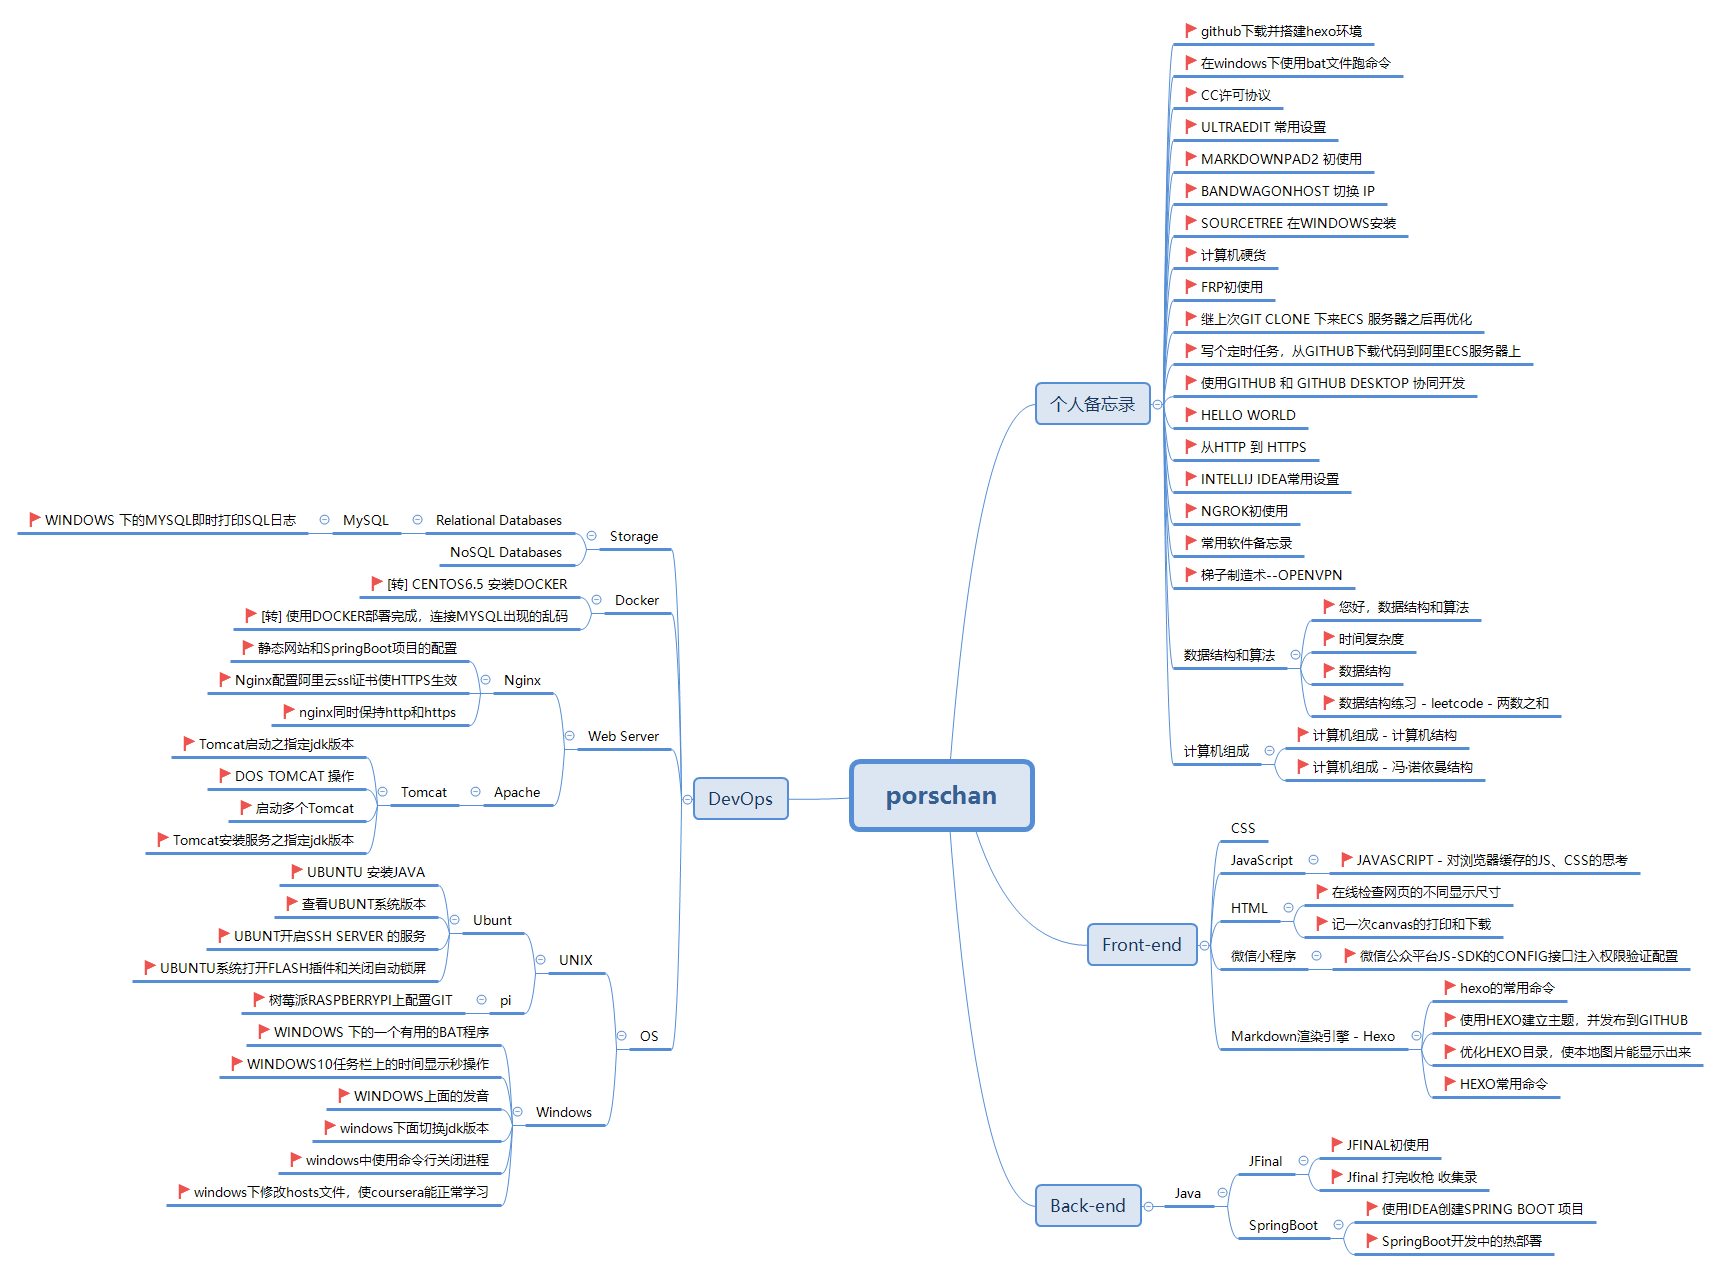 porschan
个人备忘录
github下载并搭建hexo环境
在windows下使用bat文件跑命令
CC许可协议
ULTRAEDIT 常用设置
MARKDOWNPAD2 初使用
BANDWAGONHOST 切换 IP
SOURCETREE 在WINDOWS安装
计算机硬货
FRP初使用
继上次GIT CLONE 下来ECS 服务器之后再优化
写个定时任务，从GITHUB下载代码到阿里ECS服务器上
使用GITHUB 和 GITHUB DESKTOP 协同开发
HELLO WORLD
从HTTP 到 HTTPS
INTELLIJ IDEA常用设置
NGROK初使用
常用软件备忘录
梯子制造术--OPENVPN
数据结构和算法
您好，数据结构和算法
时间复杂度
数据结构
数据结构练习 - leetcode - 两数之和
计算机组成
计算机组成 - 计算机结构
计算机组成 - 冯·诺依曼结构
Front-end
CSS
JavaScript
JAVASCRIPT - 对浏览器缓存的JS、CSS的思考
HTML
在线检查网页的不同显示尺寸
记一次canvas的打印和下载
微信小程序
微信公众平台JS-SDK的CONFIG接口注入权限验证配置
Markdown渲染引擎 - Hexo
hexo的常用命令
使用HEXO建立主题，并发布到GITHUB
优化HEXO目录，使本地图片能显示出来
HEXO常用命令
Back-end
Java
JFinal
JFINAL初使用
Jfinal 打完收枪 收集录
SpringBoot
使用IDEA创建SPRING BOOT 项目
SpringBoot开发中的热部署
DevOps
Storage
Relational Databases
MySQL
WINDOWS 下的MYSQL即时打印SQL日志
NoSQL Databases
Docker
[转] CENTOS6.5 安装DOCKER
[转] 使用DOCKER部署完成，连接MYSQL出现的乱码
Web Server
Nginx
静态网站和SpringBoot项目的配置
Nginx配置阿里云ssl证书使HTTPS生效
nginx同时保持http和https
Apache
Tomcat
Tomcat启动之指定jdk版本
DOS TOMCAT 操作
启动多个Tomcat
Tomcat安装服务之指定jdk版本
OS
UNIX
Ubunt
UBUNTU 安装JAVA
查看UBUNT系统版本
UBUNT开启SSH SERVER 的服务
UBUNTU系统打开FLASH插件和关闭自动锁屏
pi
树莓派RASPBERRYPI上配置GIT
Windows
WINDOWS 下的一个有用的BAT程序
WINDOWS10任务栏上的时间显示秒操作
WINDOWS上面的发音
windows下面切换jdk版本
windows中使用命令行关闭进程
windows下修改hosts文件，使coursera能正常学习